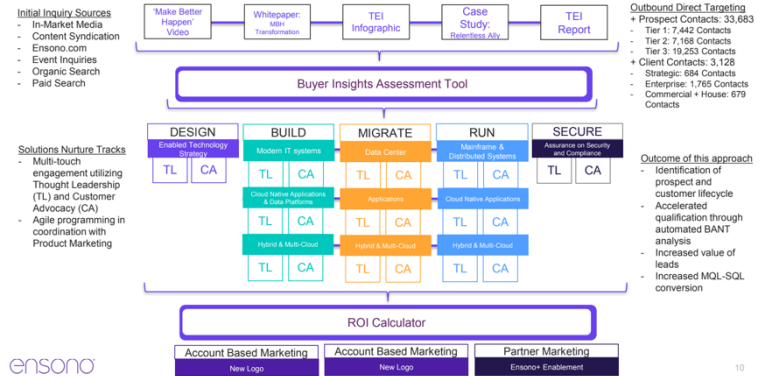 Initial Inquiry Sources
- In-Market Media
- Content Syndication
- Ensono.com
- Event Inquiries
- Organic Search
- Paid Search
'Make Better
Happen'
Video
Whitepaper:
MBH
Transformation
TEI
Infographic
Case
Study:
Relentless Ally
TEI
Report
Outbound Direct Targeting
+ Prospect Contacts: 33,683
- Tier 1: 7,442 Contacts
- Tier 2: 7,168 Contacts
- Tier 3: 19,253 Contacts
+ Client Contacts: 3,128
- Strategic: 684 Contacts
- Enterprise: 1,765 Contacts
- Commercial + House: 679
Contacts
Buyer Insights Assessment Tool
Solutions Nurture Tracks
- Multi-touch
engagement utilizing
Thought Leadership
(TL) and Customer
Advocacy (CA)
- Agile programming in
coordination with
Product Marketing
DESIGN
Enabled Technology
Strategy
TL CA
BUILD
Modern IT systems
TL CA
Cloud Native Applications
& Data Platforms
TL CA
Hybrid & Multi-Cloud
TL CA
MIGRATE
Data Center
TL CA
Applications
TL CA
Hybrid & Multi-Cloud
TL CA
RUN
Mainframe &
Distributed Systems
TL CA
Cloud Native Applications
TL CA
Hybrid & Multi-Cloud
TL CA
SECURE
Assurance on Security
and Compliance
TL CA
Outcome of this approach
- Identification of
prospect and
customer lifecycle
- Accelerated
qualification through
automated BANT
analysis
- Increased value of
leads
- Increased MQL-SQL
conversion
ROI Calculator
Account Based Marketing
New Logo
Account Based Marketing
New Logo
Partner Marketing
Ensono+ Enablement
ensono
10